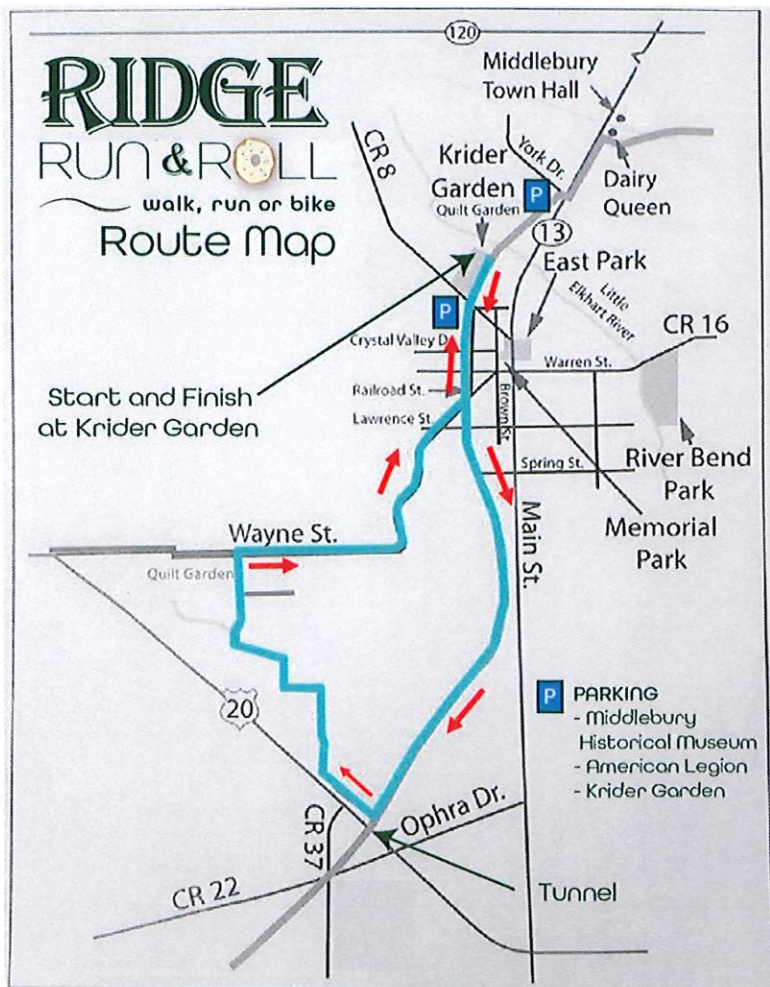 120
RIDGE
RUN & ROLL
walk, run or bike
Route Map
Middlebury
Town Hall
CR 8
York Dr.
Krider
Garden
Quilt Garden
P
Dairy
Queen
13
East Park
Little
Elkhart River
CR 16
P
Crystal Valley D
Warren St.
Start and Finish
at Krider Garden
Railroad St.
Brown St.
Lawrence St.
Spring St.
River Bend
Park
Main St.
Memorial
Park
Wayne St.
Quilt Garden
20
P PARKING
- Middlebury
Historical Museum
- American Legion
- Krider Garden
Ophra Dr.
CR 37
CR 22
Tunnel